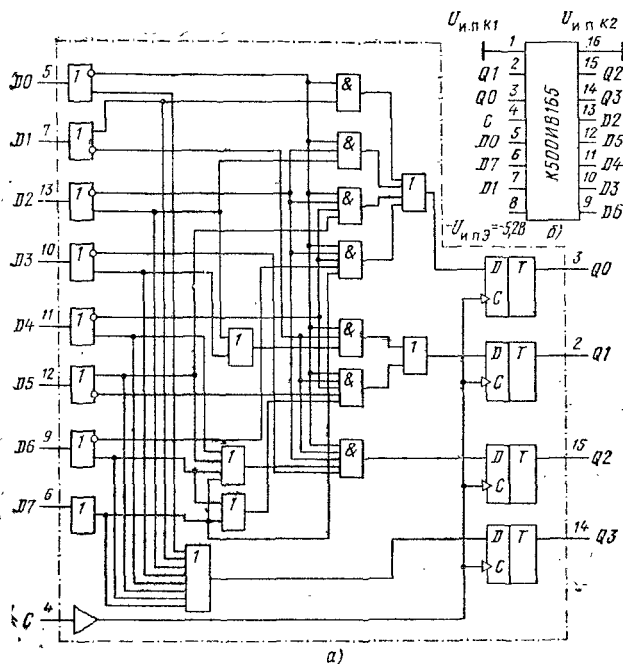 U и.п.к1
U и.п.к2
1
16
Q1 2
15 Q2
Q0 3
14 Q3
C 4
13 D2
D0 5
12 D5
D7 6
11 D4
D1 7
10 D3
8
9 D6
К500ИВ165
-U и.п.э = -5,2В
б)
D0 5 1
D1 7 1
D2 13 1
D3 10 1
D4 11 1
D5 12 1
D6 9 1
D7 6 1
C 4
&
&
&
&
1
&
&
1
1
&
1
1
1
D T 3 Q0
C
D T 2 Q1
C
D T 15 Q2
C
D T 14 Q3
C
а)